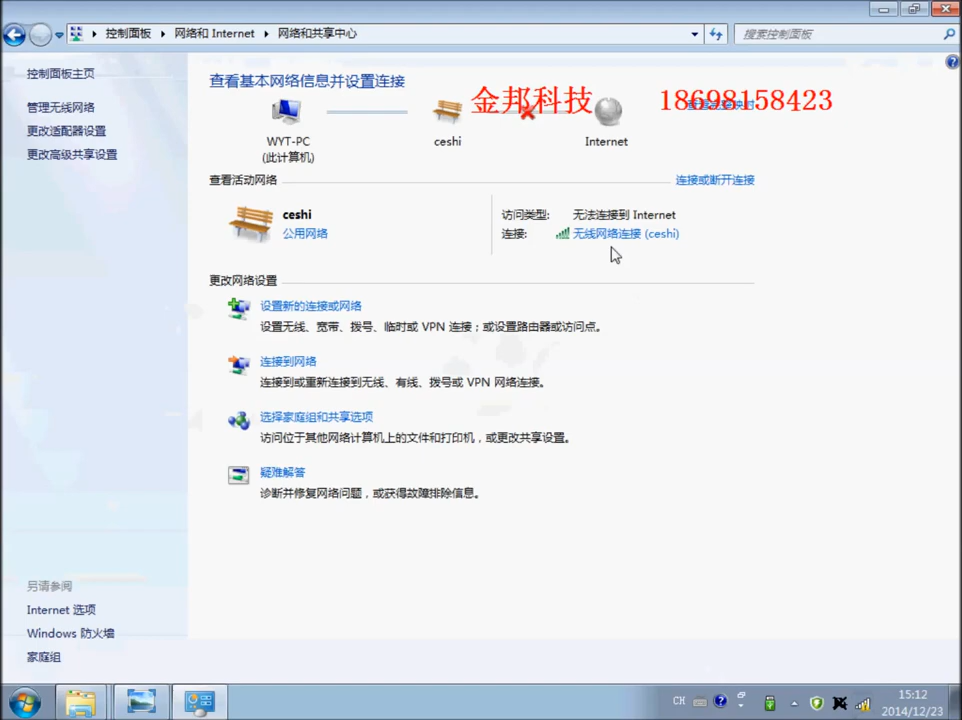 控制面板 网络和 Internet 网络和共享中心
搜索控制面板
控制面板主页
管理无线网络
更改适配器设置
更改高级共享设置
查看基本网络信息并设置连接
金邦科技 18698158423
WYT-PC
(此计算机)
ceshi
Internet
查看活动网络
连接或断开连接
ceshi
公用网络
访问类型: 无法连接到 Internet
连接: 无线网络连接 (ceshi)
更改网络设置
设置新的连接或网络
设置无线、宽带、拨号、临时或 VPN 连接；或设置路由器或访问点。
连接到网络
连接到或重新连接到无线、有线、拨号或 VPN 网络连接。
选择家庭组和共享选项
访问位于其他网络计算机上的文件和打印机，或更改共享设置。
疑难解答
诊断并修复网络问题，或获得故障排除信息。
另请参阅
Internet 选项
Windows 防火墙
家庭组
CH
15:12
2014/12/23